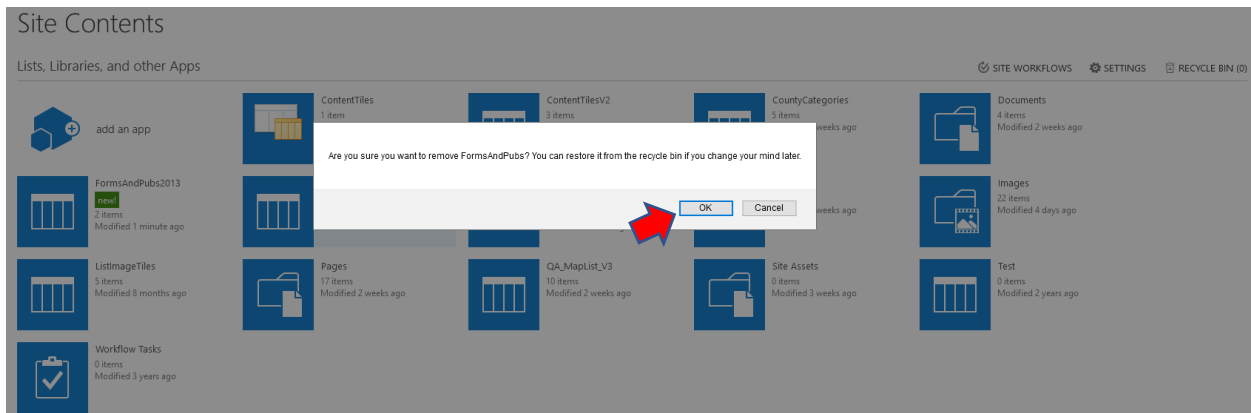 Site Contents
Lists, Libraries, and other Apps
SITE WORKFLOWS SETTINGS RECYCLE BIN (0)
add an app
ContentTiles
1 item
ContentTilesV2
3 items
CountyCategories
5 items
weeks ago
Documents
4 items
Modified 2 weeks ago
Are you sure you want to remove FormsAndPubs? You can restore it from the recycle bin if you change your mind later.
OK Cancel
FormsAndPubs2013
new!
2 items
Modified 1 minute ago
weeks ago
Images
22 items
Modified 4 days ago
ListImageTiles
5 items
Modified 8 months ago
Pages
17 items
Modified 2 weeks ago
QA_MapList_V3
10 items
Modified 2 weeks ago
Site Assets
0 items
Modified 3 weeks ago
Test
0 items
Modified 2 years ago
Workflow Tasks
0 items
Modified 3 years ago